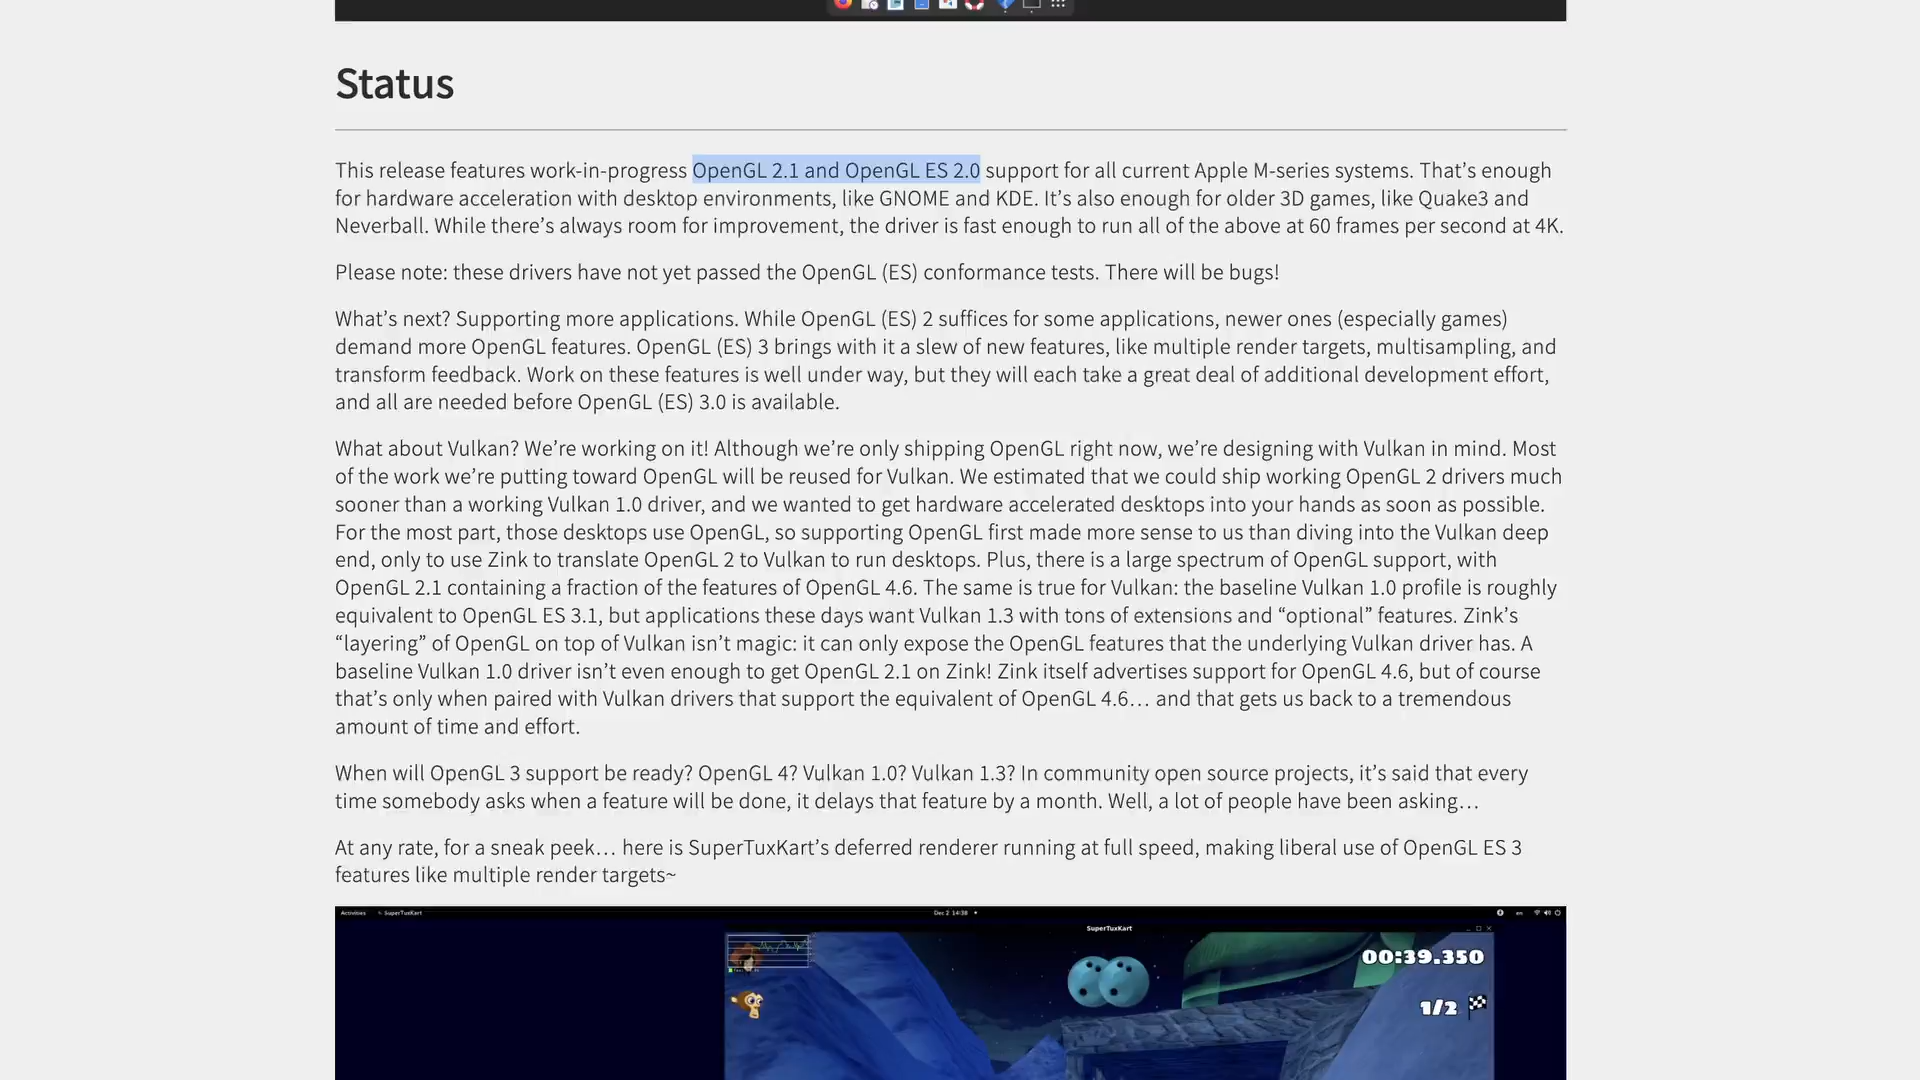 Status
This release features work-in-progress OpenGL 2.1 and OpenGL ES 2.0 support for all current Apple M-series systems. That’s enough
for hardware acceleration with desktop environments, like GNOME and KDE. It’s also enough for older 3D games, like Quake3 and
Neverball. While there’s always room for improvement, the driver is fast enough to run all of the above at 60 frames per second at 4K.
Please note: these drivers have not yet passed the OpenGL (ES) conformance tests. There will be bugs!
What’s next? Supporting more applications. While OpenGL (ES) 2 suffices for some applications, newer ones (especially games)
demand more OpenGL features. OpenGL (ES) 3 brings with it a slew of new features, like multiple render targets, multisampling, and
transform feedback. Work on these features is well under way, but they will each take a great deal of additional development effort,
and all are needed before OpenGL (ES) 3.0 is available.
What about Vulkan? We’re working on it! Although we’re only shipping OpenGL right now, we’re designing with Vulkan in mind. Most
of the work we’re putting toward OpenGL will be reused for Vulkan. We estimated that we could ship working OpenGL 2 drivers much
sooner than a working Vulkan 1.0 driver, and we wanted to get hardware accelerated desktops into your hands as soon as possible.
For the most part, those desktops use OpenGL, so supporting OpenGL first made more sense to us than diving into the Vulkan deep
end, only to use Zink to translate OpenGL 2 to Vulkan to run desktops. Plus, there is a large spectrum of OpenGL support, with
OpenGL 2.1 containing a fraction of the features of OpenGL 4.6. The same is true for Vulkan: the baseline Vulkan 1.0 profile is roughly
equivalent to OpenGL ES 3.1, but applications these days want Vulkan 1.3 with tons of extensions and “optional” features. Zink’s
“layering” of OpenGL on top of Vulkan isn’t magic: it can only expose the OpenGL features that the underlying Vulkan driver has. A
baseline Vulkan 1.0 driver isn’t even enough to get OpenGL 2.1 on Zink! Zink itself advertises support for OpenGL 4.6, but of course
that’s only when paired with Vulkan drivers that support the equivalent of OpenGL 4.6… and that gets us back to a tremendous
amount of time and effort.
When will OpenGL 3 support be ready? OpenGL 4? Vulkan 1.0? Vulkan 1.3? In community open source projects, it’s said that every
time somebody asks when a feature will be done, it delays that feature by a month. Well, a lot of people have been asking…
At any rate, for a sneak peek… here is SuperTuxKart’s deferred renderer running at full speed, making liberal use of OpenGL ES 3
features like multiple render targets~
Activities SuperTuxKart Dec 2 14:38 en
SuperTuxKart
00:39.350
1/2